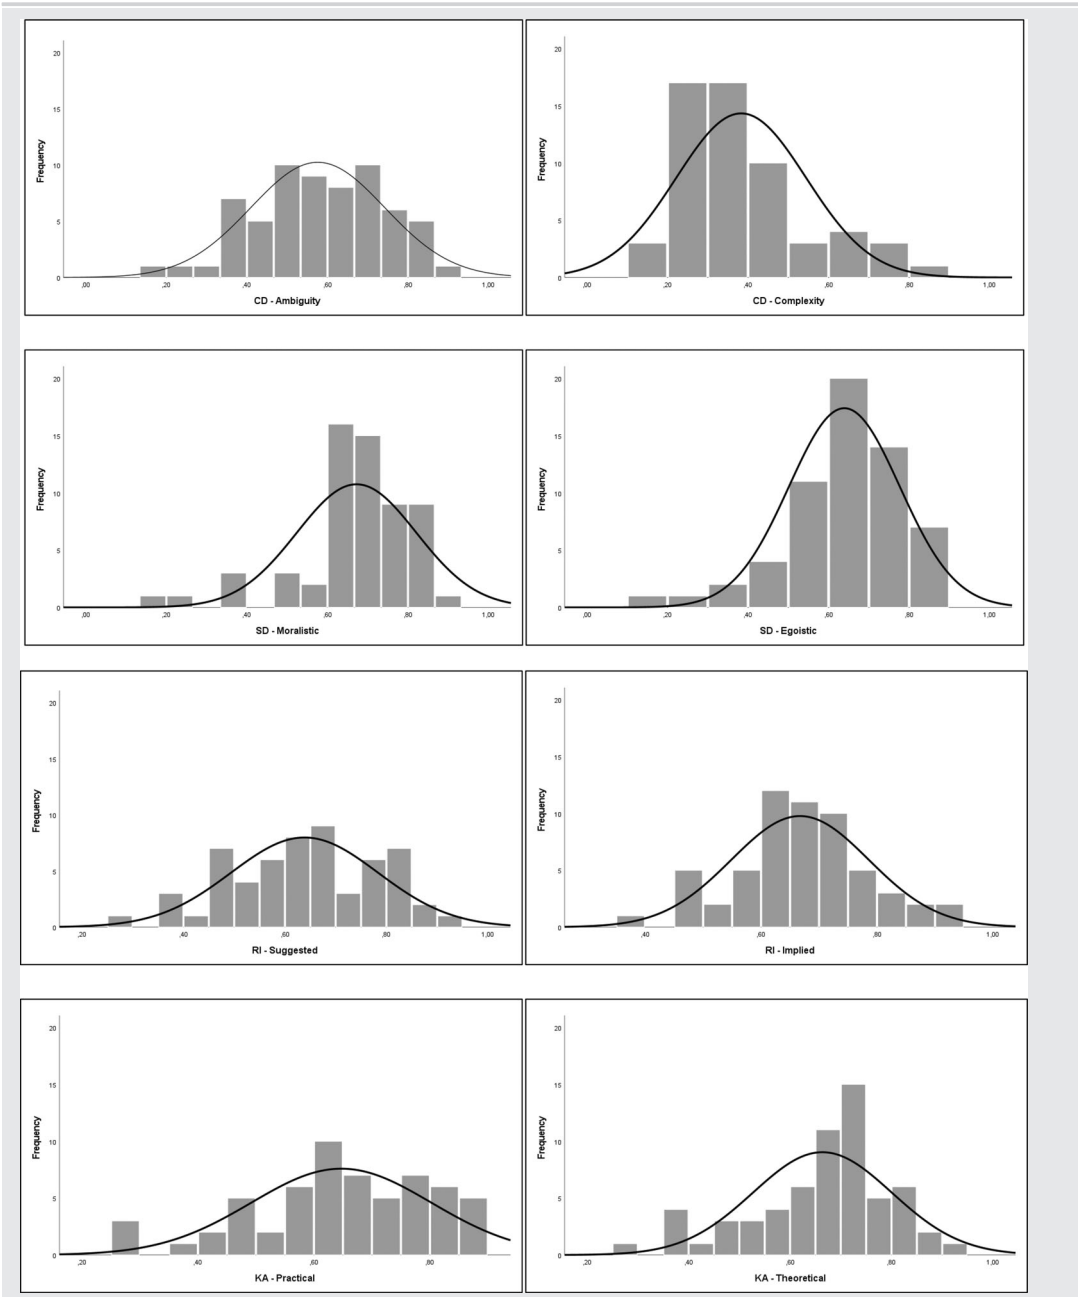 20
15
10
5
0
Frequency
,00 ,20 ,40 ,60 ,80 1,00
CD - Ambiguity
20
15
10
5
0
Frequency
,00 ,20 ,40 ,60 ,80 1,00
CD - Complexity
20
15
10
5
0
Frequency
,00 ,20 ,40 ,60 ,80 1,00
SD - Moralistic
20
15
10
5
0
Frequency
,00 ,20 ,40 ,60 ,80 1,00
SD - Egoistic
20
15
10
5
0
Frequency
,20 ,40 ,60 ,80 1,00
RI - Suggested
20
15
10
5
0
Frequency
,40 ,60 ,80 1,00
RI - Implied
20
15
10
5
0
Frequency
,20 ,40 ,60 ,80
KA - Practical
20
15
10
5
0
Frequency
,20 ,40 ,60 ,80 1,00
KA - Theoretical